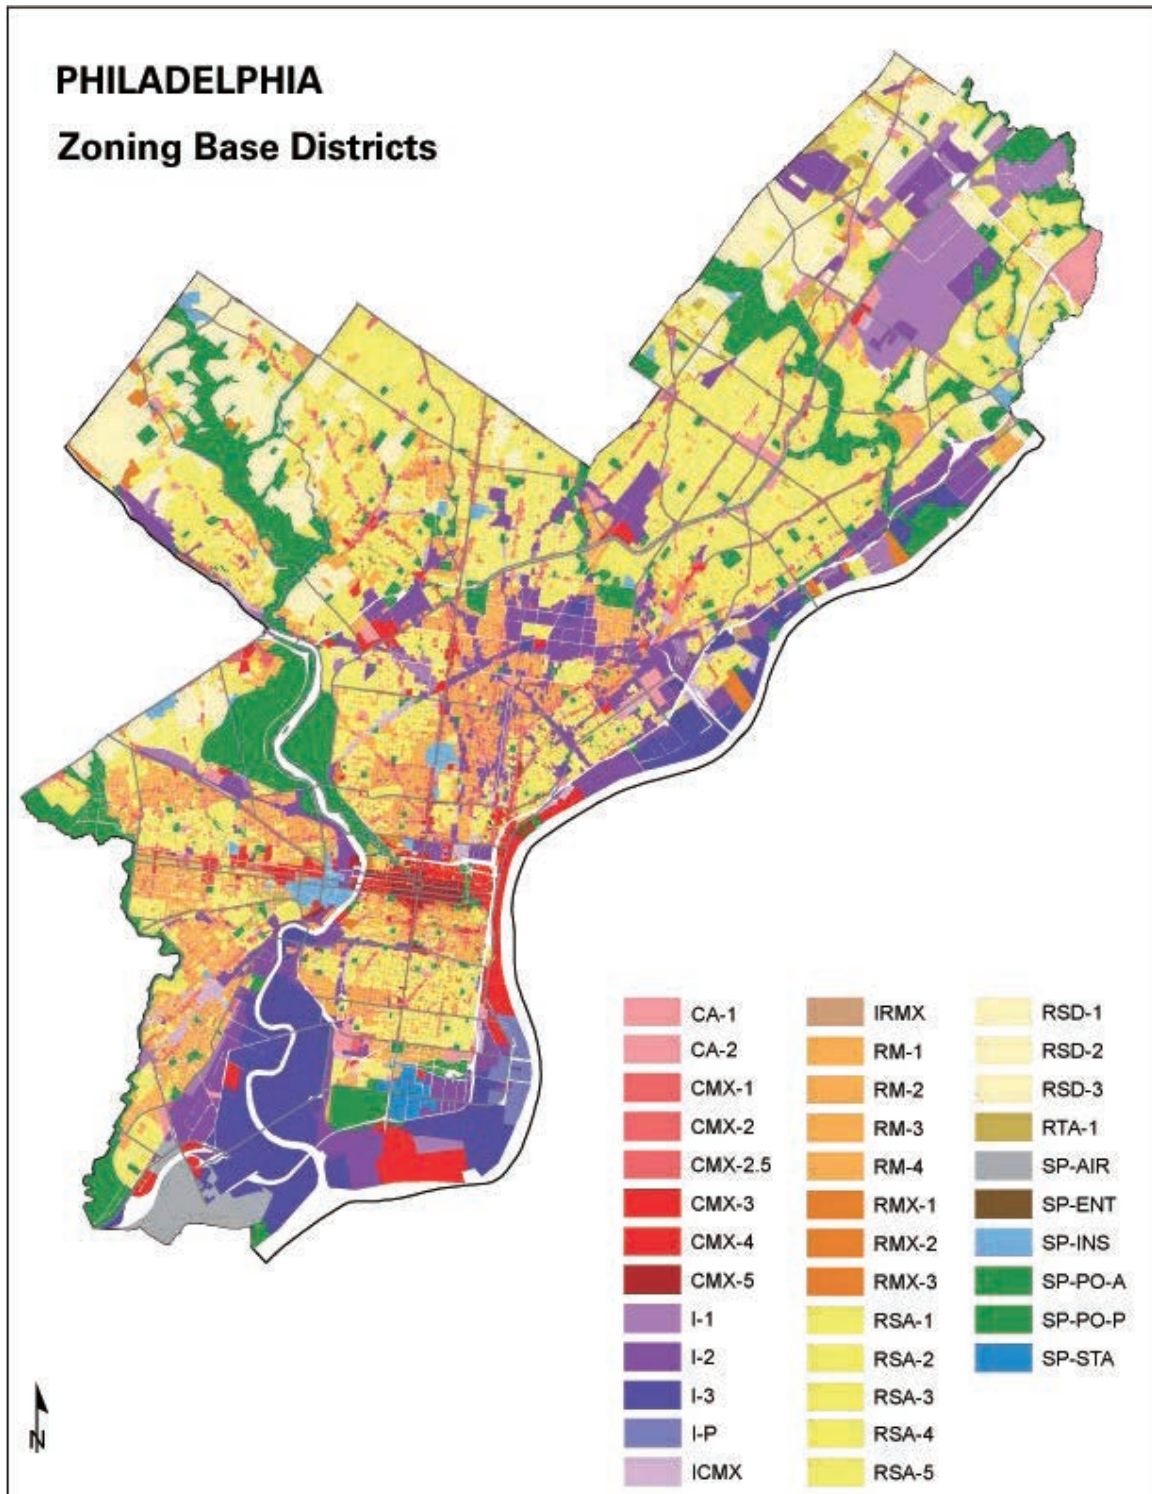 PHILADELPHIA
Zoning Base Districts
CA-1
CA-2
CMX-1
CMX-2
CMX-2.5
CMX-3
CMX-4
CMX-5
I-1
I-2
I-3
I-P
ICMX
IRMX
RM-1
RM-2
RM-3
RM-4
RMX-1
RMX-2
RMX-3
RSA-1
RSA-2
RSA-3
RSA-4
RSA-5
RSD-1
RSD-2
RSD-3
RTA-1
SP-AIR
SP-ENT
SP-INS
SP-PO-A
SP-PO-P
SP-STA
N